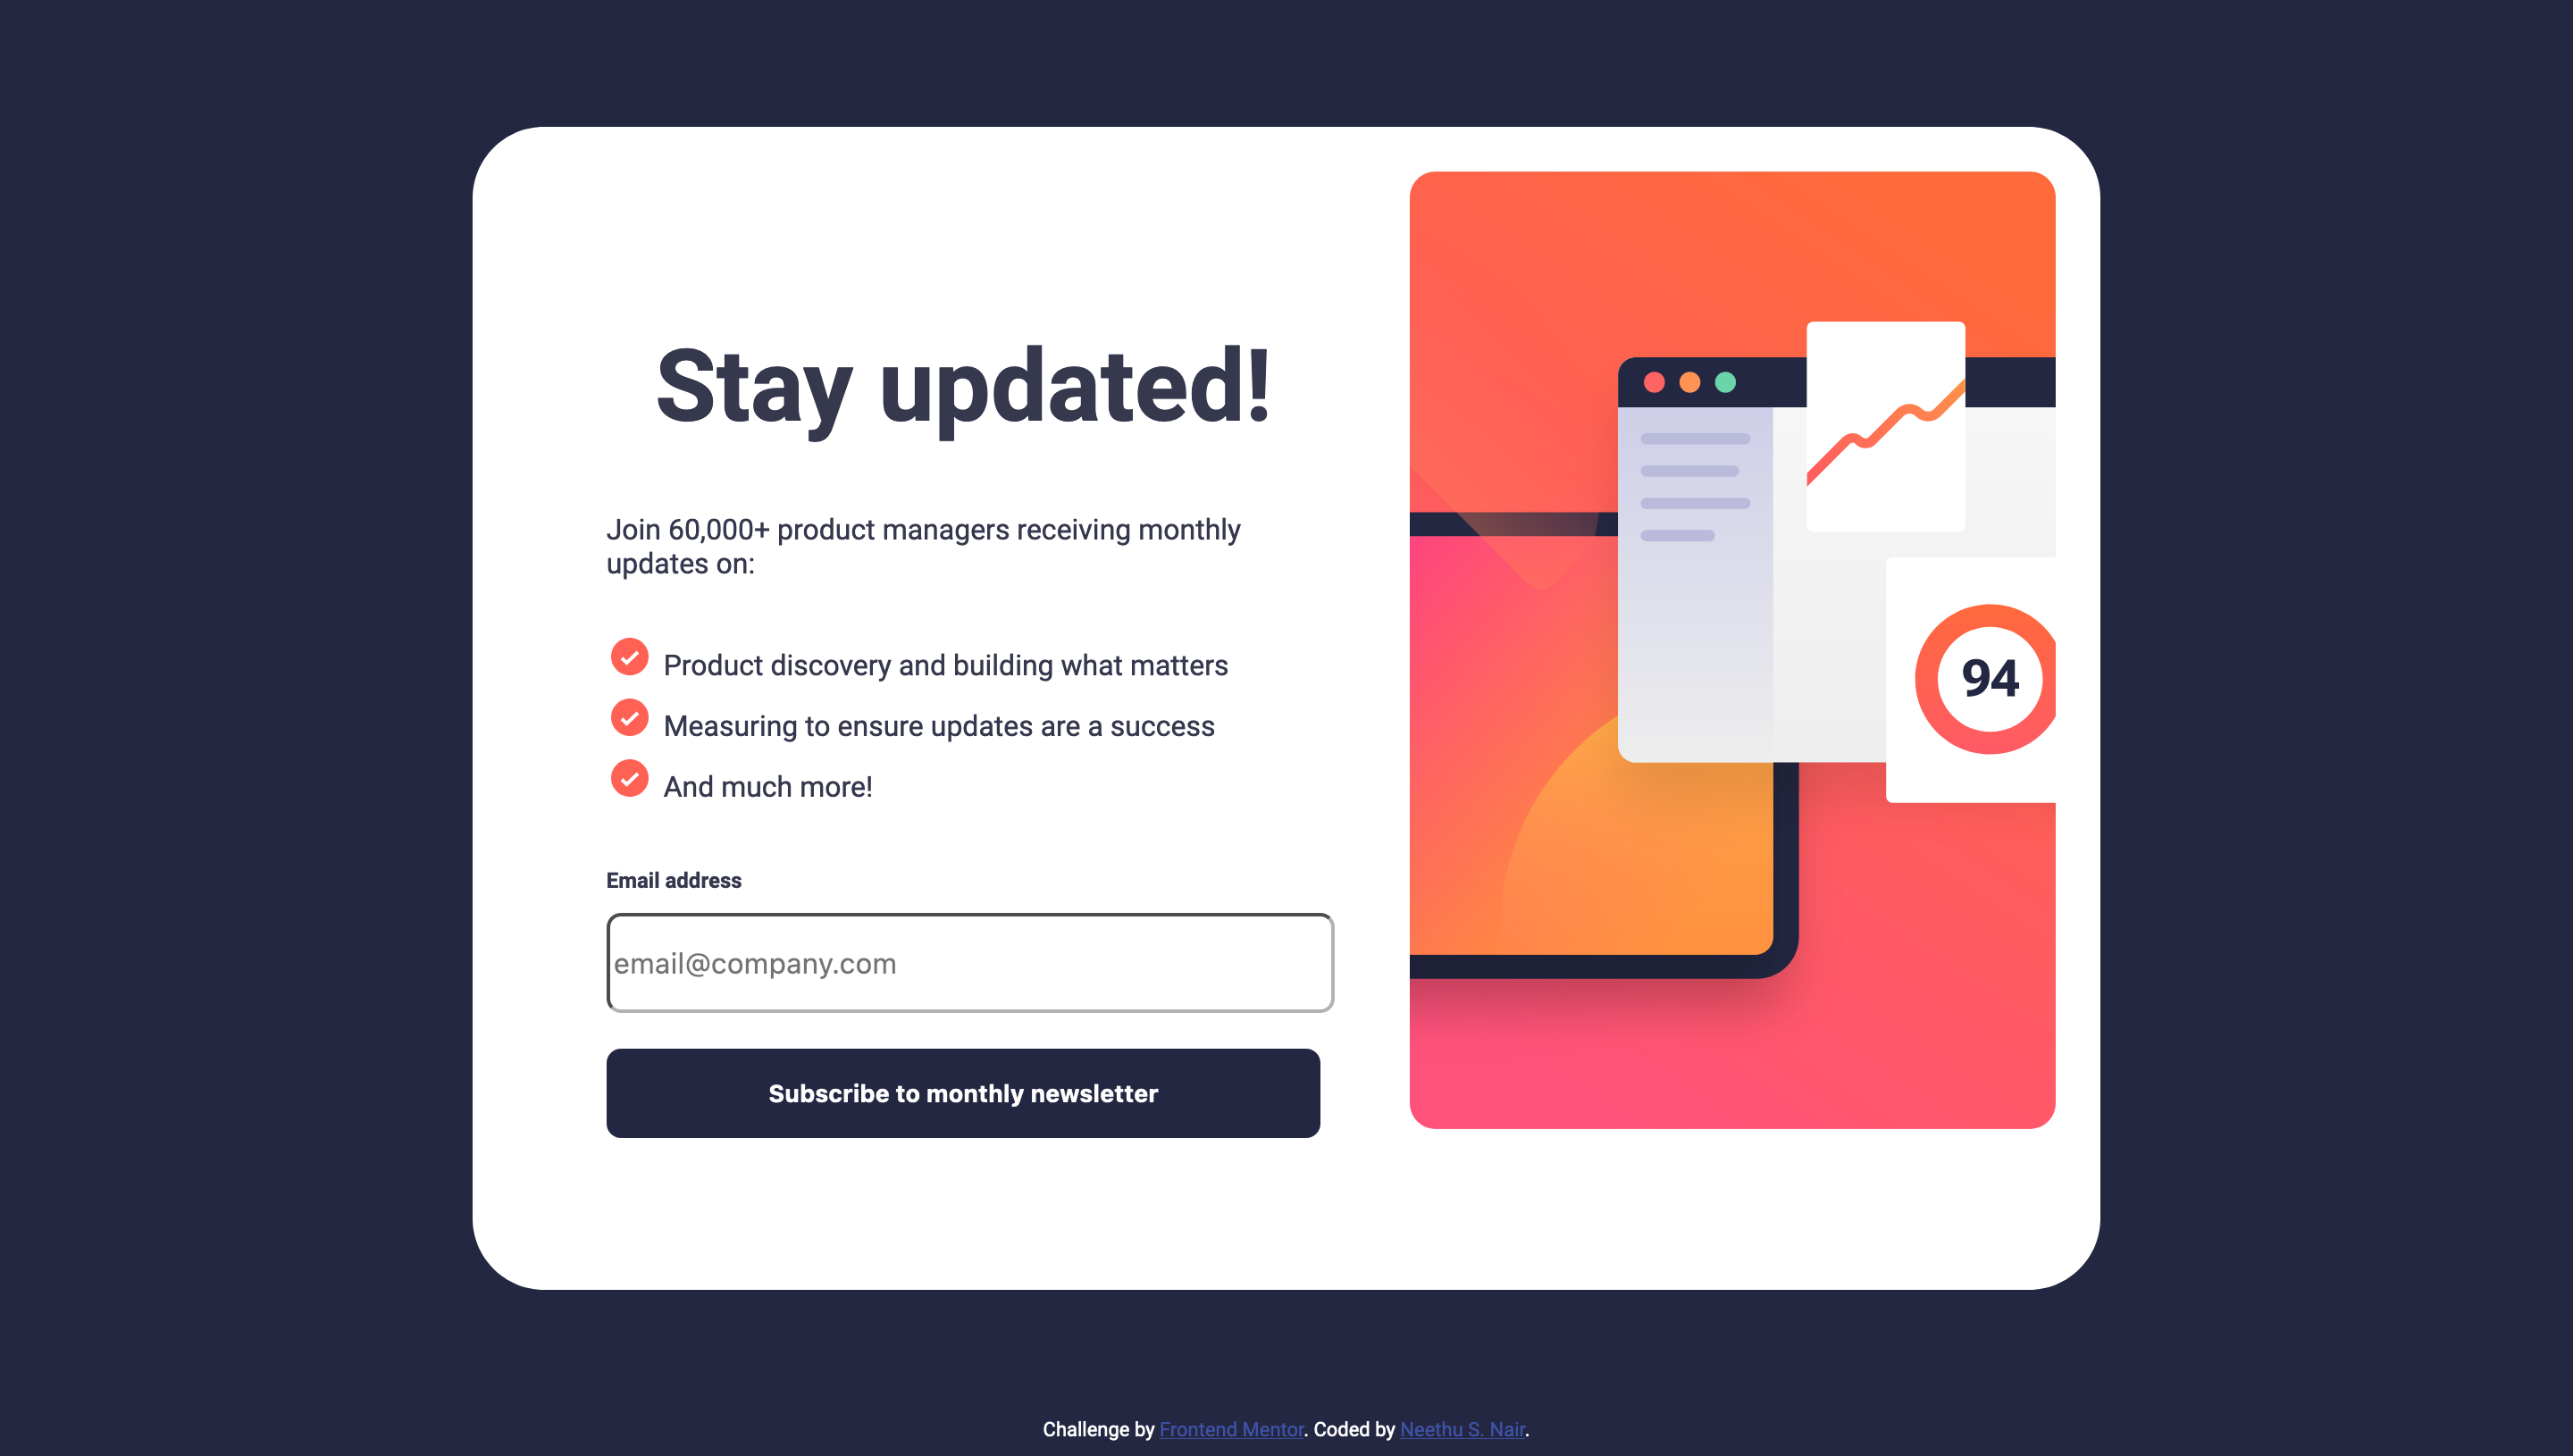 Stay updated!
Join 60,000+ product managers receiving monthly
updates on:
Product discovery and building what matters
Measuring to ensure updates are a success
And much more!
Email address
email@company.com
Subscribe to monthly newsletter
94
Challenge by Frontend Mentor. Coded by Neethu S. Nair.